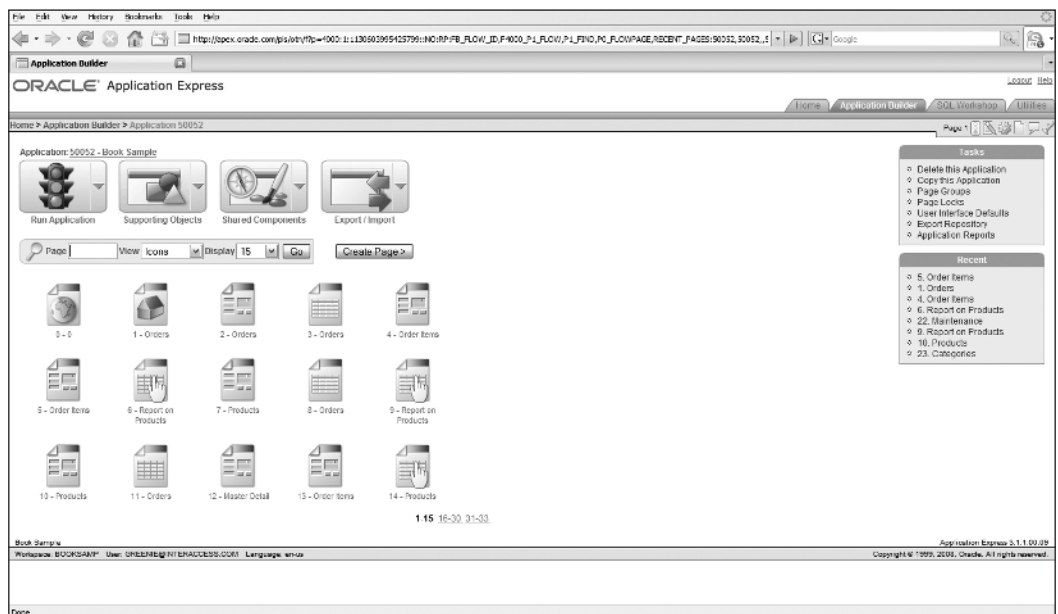 File Edit View History Bookmarks Tools Help
Google
Application Builder
ORACLE Application Express
Logout Help
Home Application Builder SQL Workshop Utilities
Home > Application Builder > Application 50052
Page 1
Application: 50052 - Book Sample
Run Application Supporting Objects Shared Components Export / Import
Page View Icons Display 15 Go Create Page >
0 - 0 1 - Orders 2 - Orders 3 - Orders 4 - Order Items
5 - Order Items 6 - Report on Products 7 - Products 8 - Orders 9 - Report on Products
10 - Products 11 - Orders 12 - Master Detail 13 - Order Items 14 - Products
1-15 16-30 31-33
Tasks
Delete this Application
Copy this Application
Page Groups
Page Locks
User Interface Defaults
Export Repository
Application Reports
Recent
5. Order Items
1. Orders
4. Order Items
6. Report on Products
22. Maintenance
9. Report on Products
10. Products
23. Categories
Book Sample
Application Express 3.1.1.00.09
Workspace: BOOKSAMP User: GREENIE@INTERACCESS.COM Language: en-us
Copyright © 1999, 2008, Oracle. All rights reserved.
Done